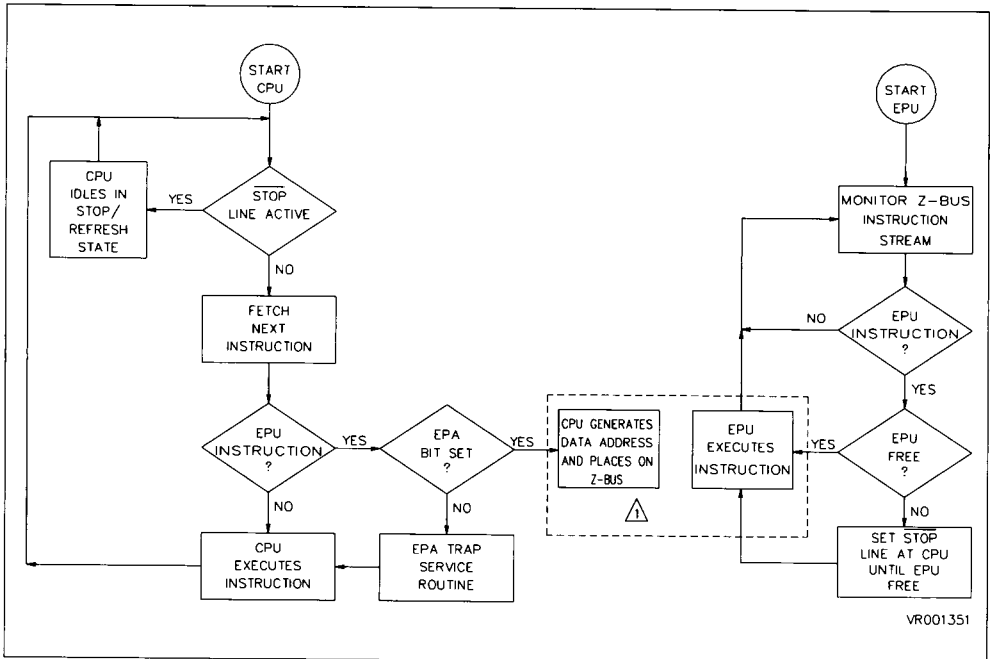 START
CPU
CPU
IDLES IN
STOP/
REFRESH
STATE
YES
STOP
LINE ACTIVE
NO
FETCH
NEXT
INSTRUCTION
EPU
INSTRUCTION
?
YES
NO
EPA
BIT SET
?
YES
NO
CPU
EXECUTES
INSTRUCTION
EPA TRAP
SERVICE
ROUTINE
CPU GENERATES
DATA ADDRESS
AND PLACES ON
Z-BUS
1
START
EPU
MONITOR Z-BUS
INSTRUCTION
STREAM
NO
EPU
INSTRUCTION
?
YES
EPU
EXECUTES
INSTRUCTION
YES
EPU
FREE
?
NO
SET STOP
LINE AT CPU
UNTIL EPU
FREE
VR001351